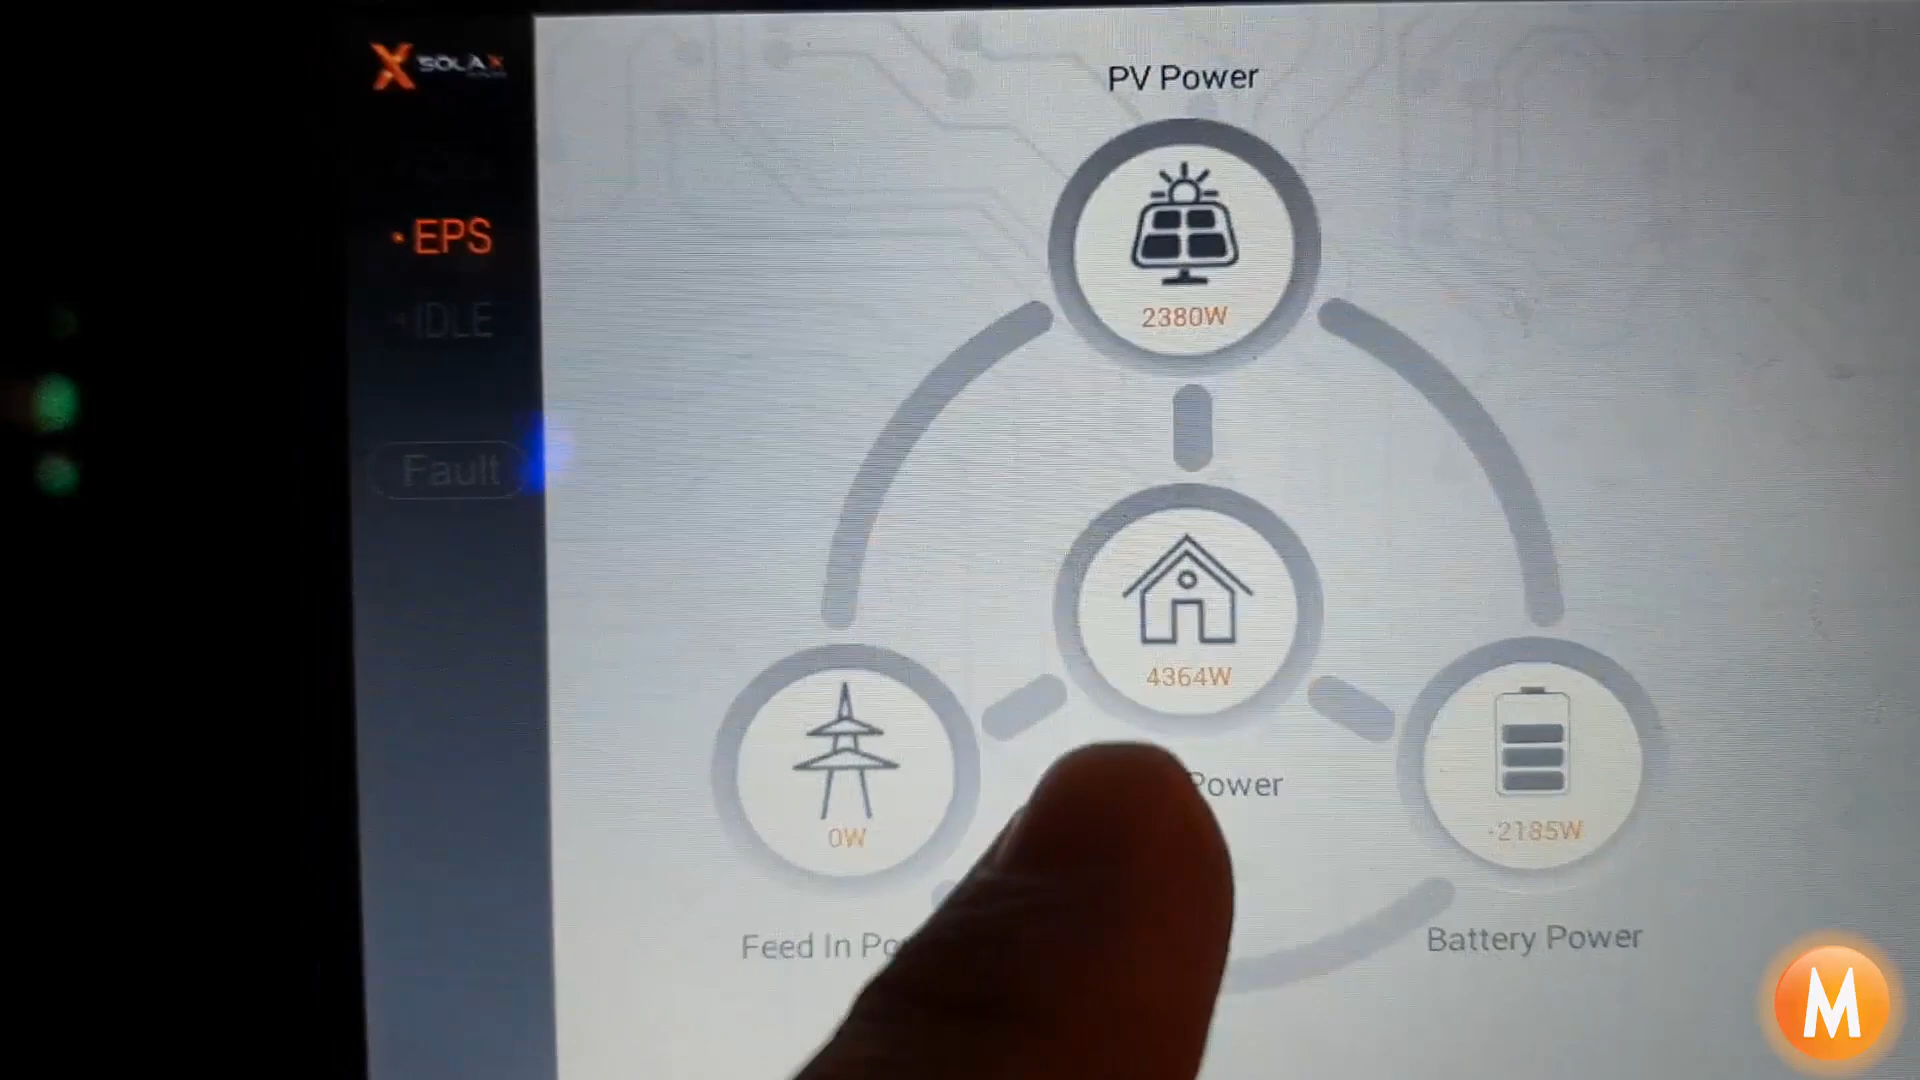 SOLAX
PV Power
EPS
2380W
IDLE
Fault
4364W
Power
0W
-2185W
Feed In Po
Battery Power
M